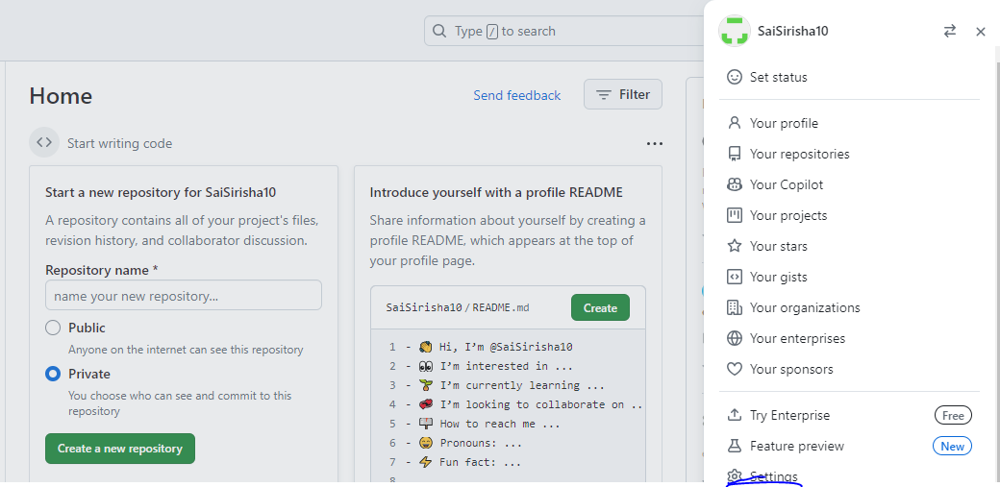 Type / to search
SaiSirisha10
Home
Send feedback
Filter
Set status
Start writing code
Your profile
Your repositories
Your Copilot
Your projects
Your stars
Your gists
Your organizations
Your enterprises
Your sponsors
Try Enterprise
Free
Feature preview
New
Settings
Start a new repository for SaiSirisha10
A repository contains all of your project's files,
revision history, and collaborator discussion.
Repository name *
name your new repository...
Public
Anyone on the internet can see this repository
Private
You choose who can see and commit to this
repository
Create a new repository
Introduce yourself with a profile README
Share information about yourself by creating a
profile README, which appears at the top of
your profile page.
SaiSirisha10/README.md
Create
1 - 👋 Hi, I’m @SaiSirisha10
2 - 👀 I’m interested in ...
3 - 🌱 I’m currently learning ...
4 - 💞️ I’m looking to collaborate on ..
5 - 📫 How to reach me ...
6 - 😄 Pronouns: ...
7 - ⚡ Fun fact: ...
8